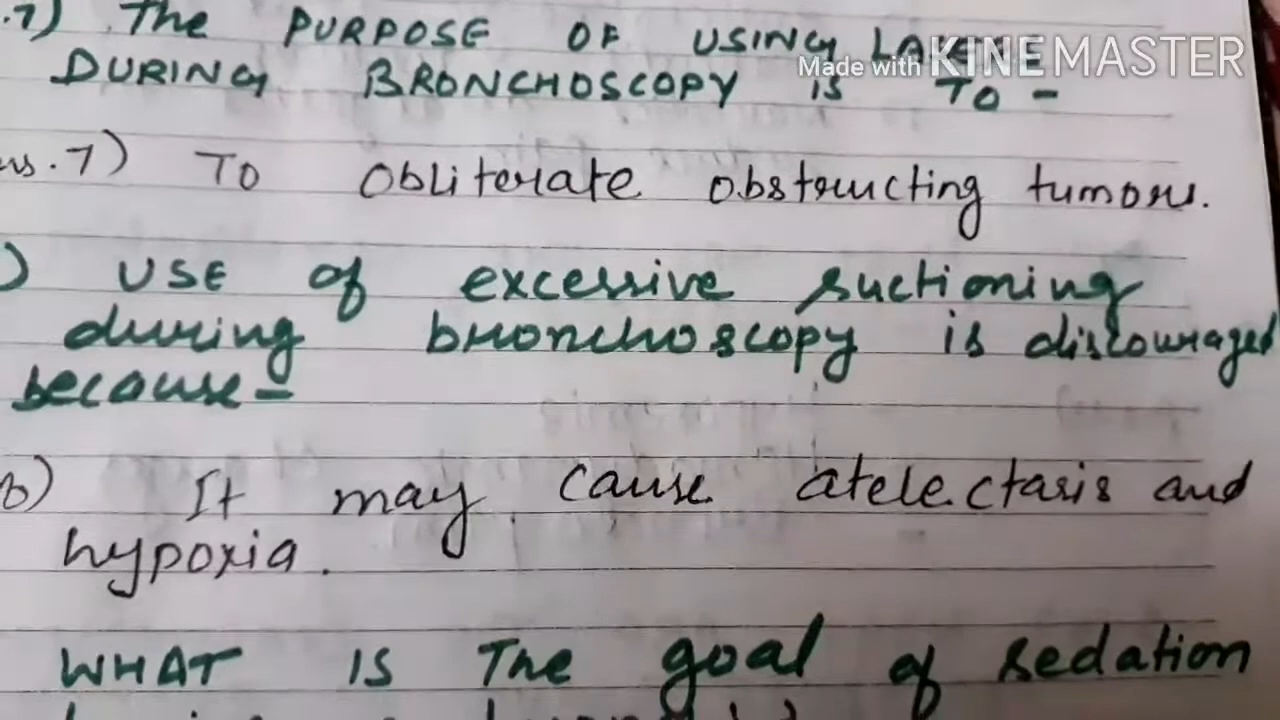 .7) The PURPOSE OF USING
Made with KINEMASTER
DURING BRONCHOSCOPY IS TO -
ns. 7) TO Obliterate obstructing tumors.
) USE of excessive suctioning
during bronchoscopy is discouraged
because -
) It may cause atelectasis and
hypoxia.
WHAT IS The goal of sedation